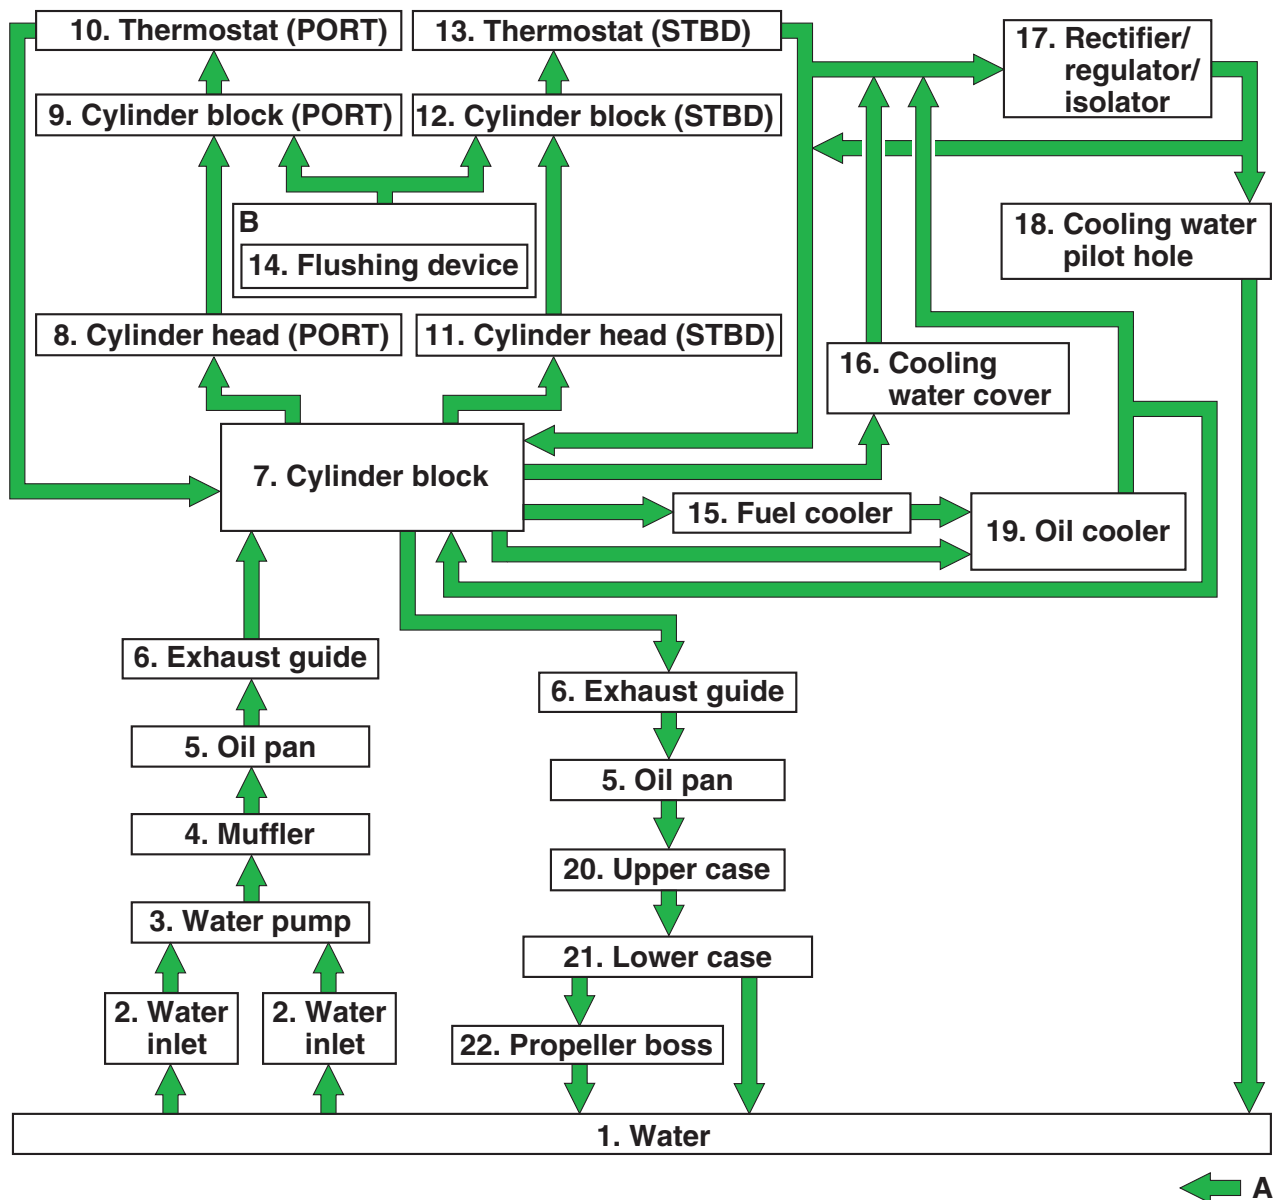 10. Thermostat (PORT)
13. Thermostat (STBD)
17. Rectifier/
regulator/
isolator
9. Cylinder block (PORT)
12. Cylinder block (STBD)
B
14. Flushing device
18. Cooling water
pilot hole
8. Cylinder head (PORT)
11. Cylinder head (STBD)
16. Cooling
water cover
7. Cylinder block
15. Fuel cooler
19. Oil cooler
6. Exhaust guide
6. Exhaust guide
5. Oil pan
5. Oil pan
4. Muffler
20. Upper case
3. Water pump
21. Lower case
2. Water
inlet
2. Water
inlet
22. Propeller boss
1. Water
A